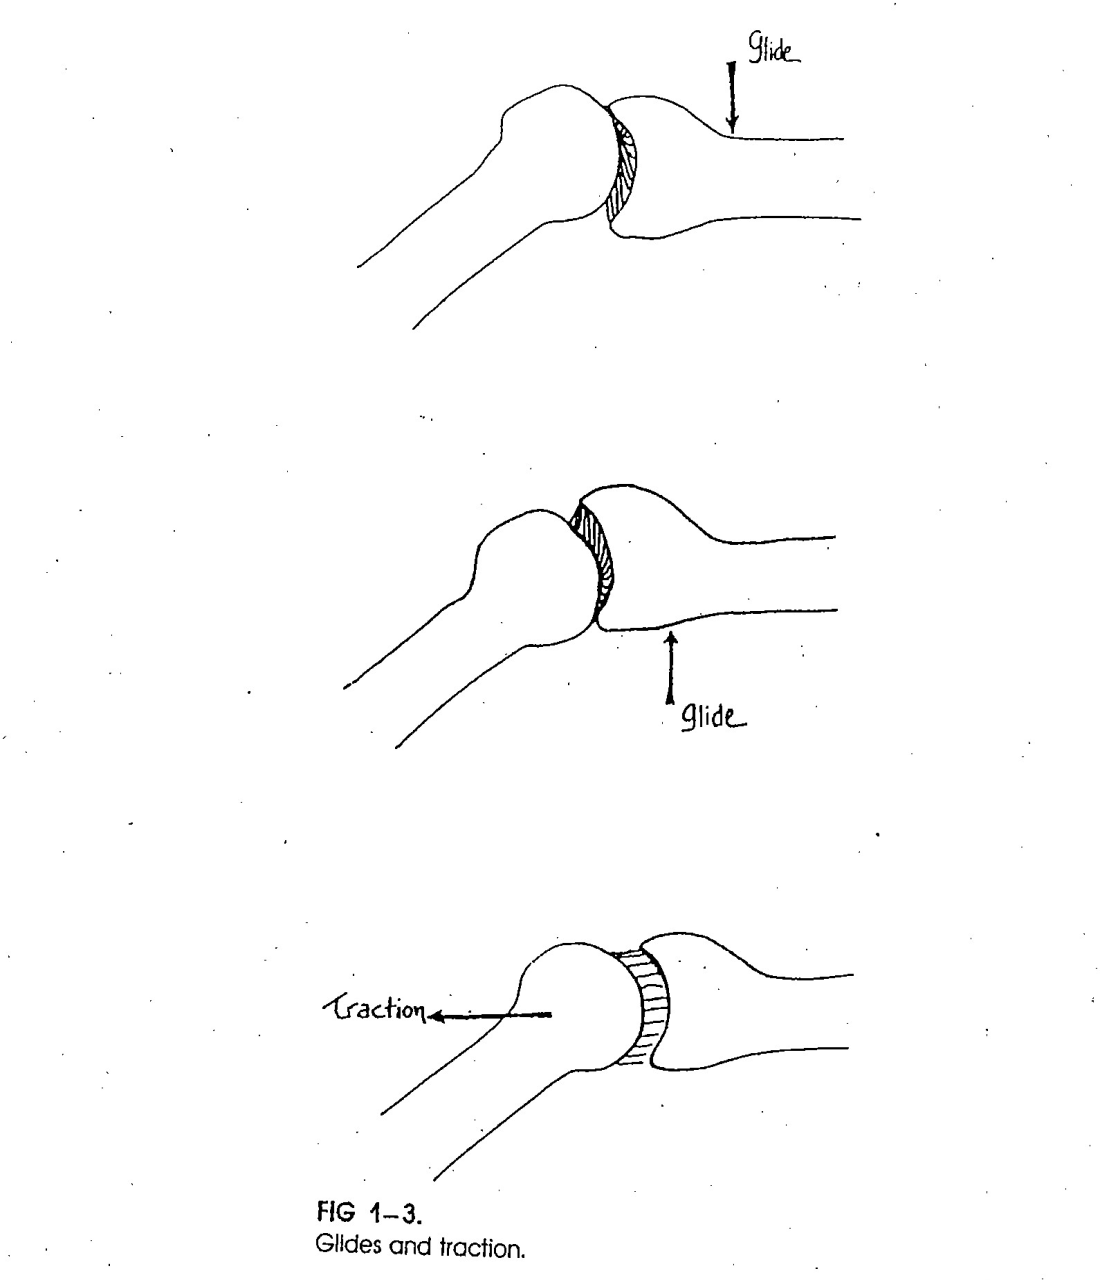 Glide
glide
Traction
FIG 1–3.
Glides and traction.